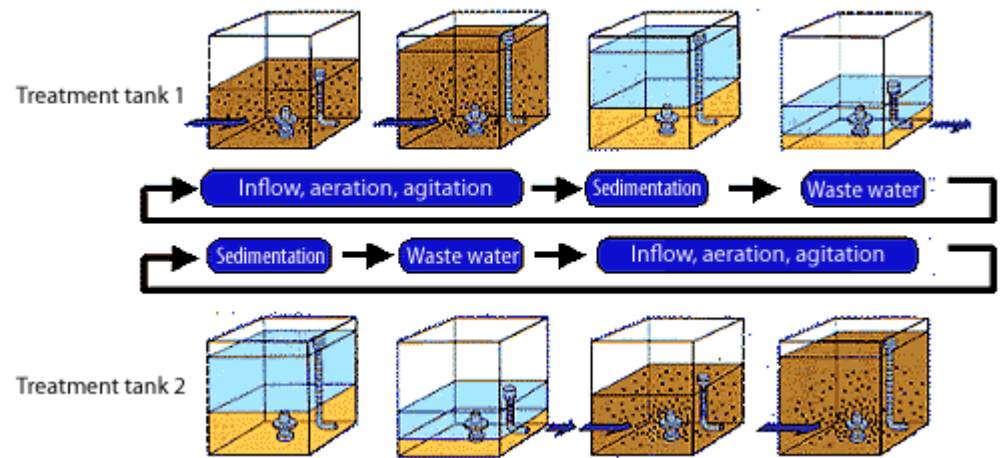 Treatment tank 1
Inflow, aeration, agitation
Sedimentation
Waste water
Sedimentation
Waste water
Inflow, aeration, agitation
Treatment tank 2